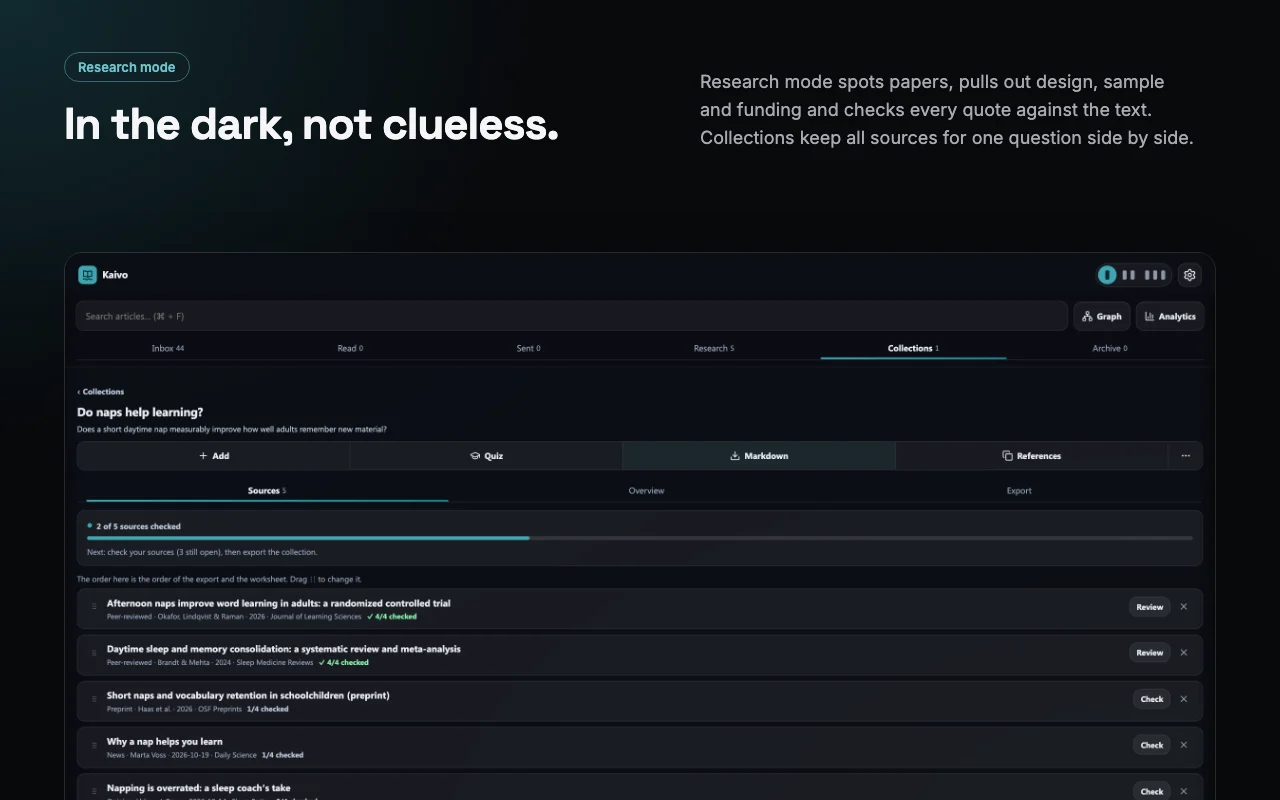 Research mode
In the dark, not clueless.
Research mode spots papers, pulls out design, sample
and funding and checks every quote against the text.
Collections keep all sources for one question side by side.
Kaivo
Search articles... (⌘ + F)
Graph
Analytics
Inbox 44
Read 0
Sent 0
Research 5
Collections 1
Archive 0
‹ Collections
Do naps help learning?
Does a short daytime nap measurably improve how well adults remember new material?
+ Add
Quiz
Markdown
References
···
Sources 5
Overview
Export
2 of 5 sources checked
Next: check your sources (3 still open), then export the collection.
The order here is the order of the export and the worksheet. Drag ⁝⁝ to change it.
Afternoon naps improve word learning in adults: a randomized controlled trial
Peer-reviewed · Okafor, Lindqvist & Raman · 2026 · Journal of Learning Sciences ✓ 4/4 checked
Review ✕
Daytime sleep and memory consolidation: a systematic review and meta-analysis
Peer-reviewed · Brandt & Mehta · 2024 · Sleep Medicine Reviews ✓ 4/4 checked
Review ✕
Short naps and vocabulary retention in schoolchildren (preprint)
Preprint · Haas et al. · 2026 · OSF Preprints 1/4 checked
Check ✕
Why a nap helps you learn
News · Marta Voss · 2026-10-19 · Daily Science 1/4 checked
Check ✕
Napping is overrated: a sleep coach's take
Check ✕